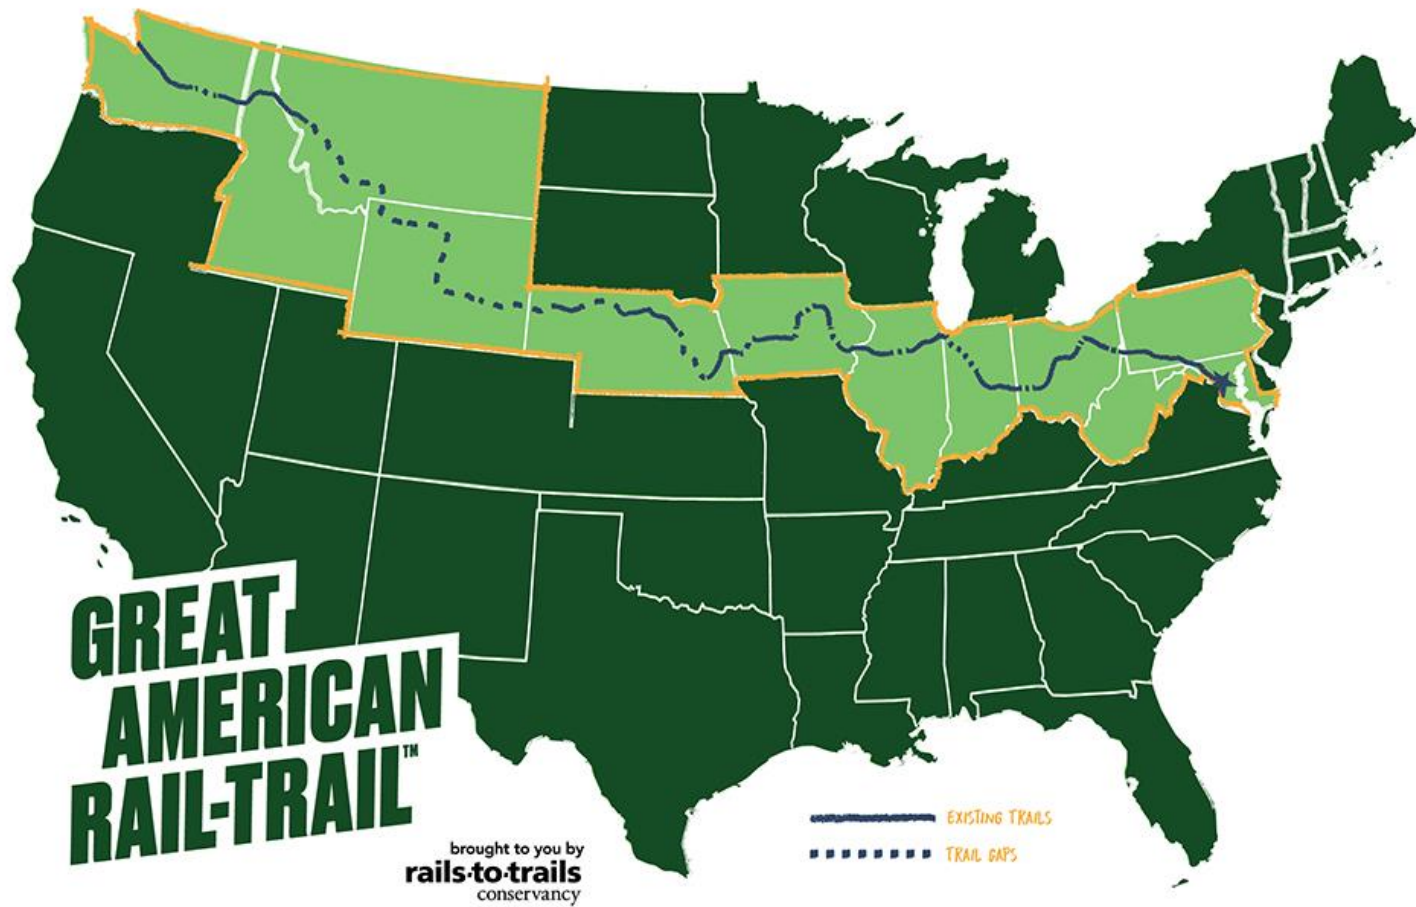 GREAT
AMERICAN
RAIL-TRAIL™
brought to you by
rails·to·trails
conservancy
EXISTING TRAILS
TRAIL GAPS